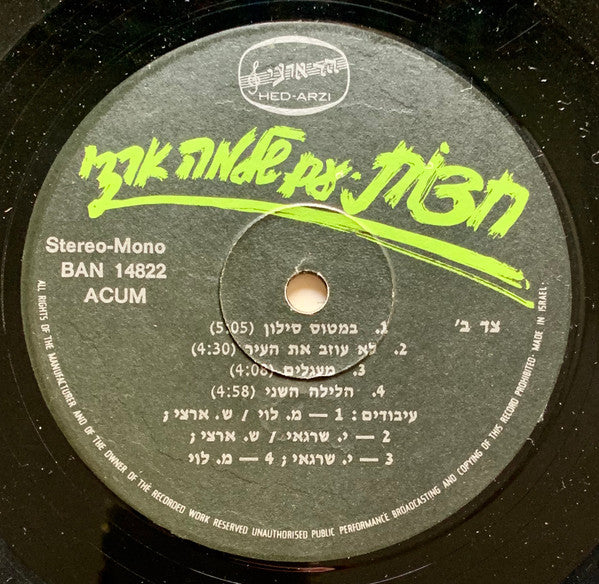 הד־ארצי
HED-ARZI
חצות עם שלמה ארצי
Stereo-Mono
BAN 14822
ACUM
צד ב׳
1. במטוס סילון (5:05)
2. לא עוזב את העיר (4:30)
3. מעגלים (4:08)
4. הלילה השני (4:58)
עיבודים: 1 — מ. לוי / ש. ארצי;
2 — י. שרגאי / ש. ארצי;
3 — י. שרגאי; 4 — מ. לוי
ALL RIGHTS OF THE MANUFACTURER AND OF THE OWNER OF THE RECORDED WORK RESERVED UNAUTHORISED PUBLIC PERFORMANCE BROADCASTING AND COPYING OF THIS RECORD PROHIBITED · MADE IN ISRAEL